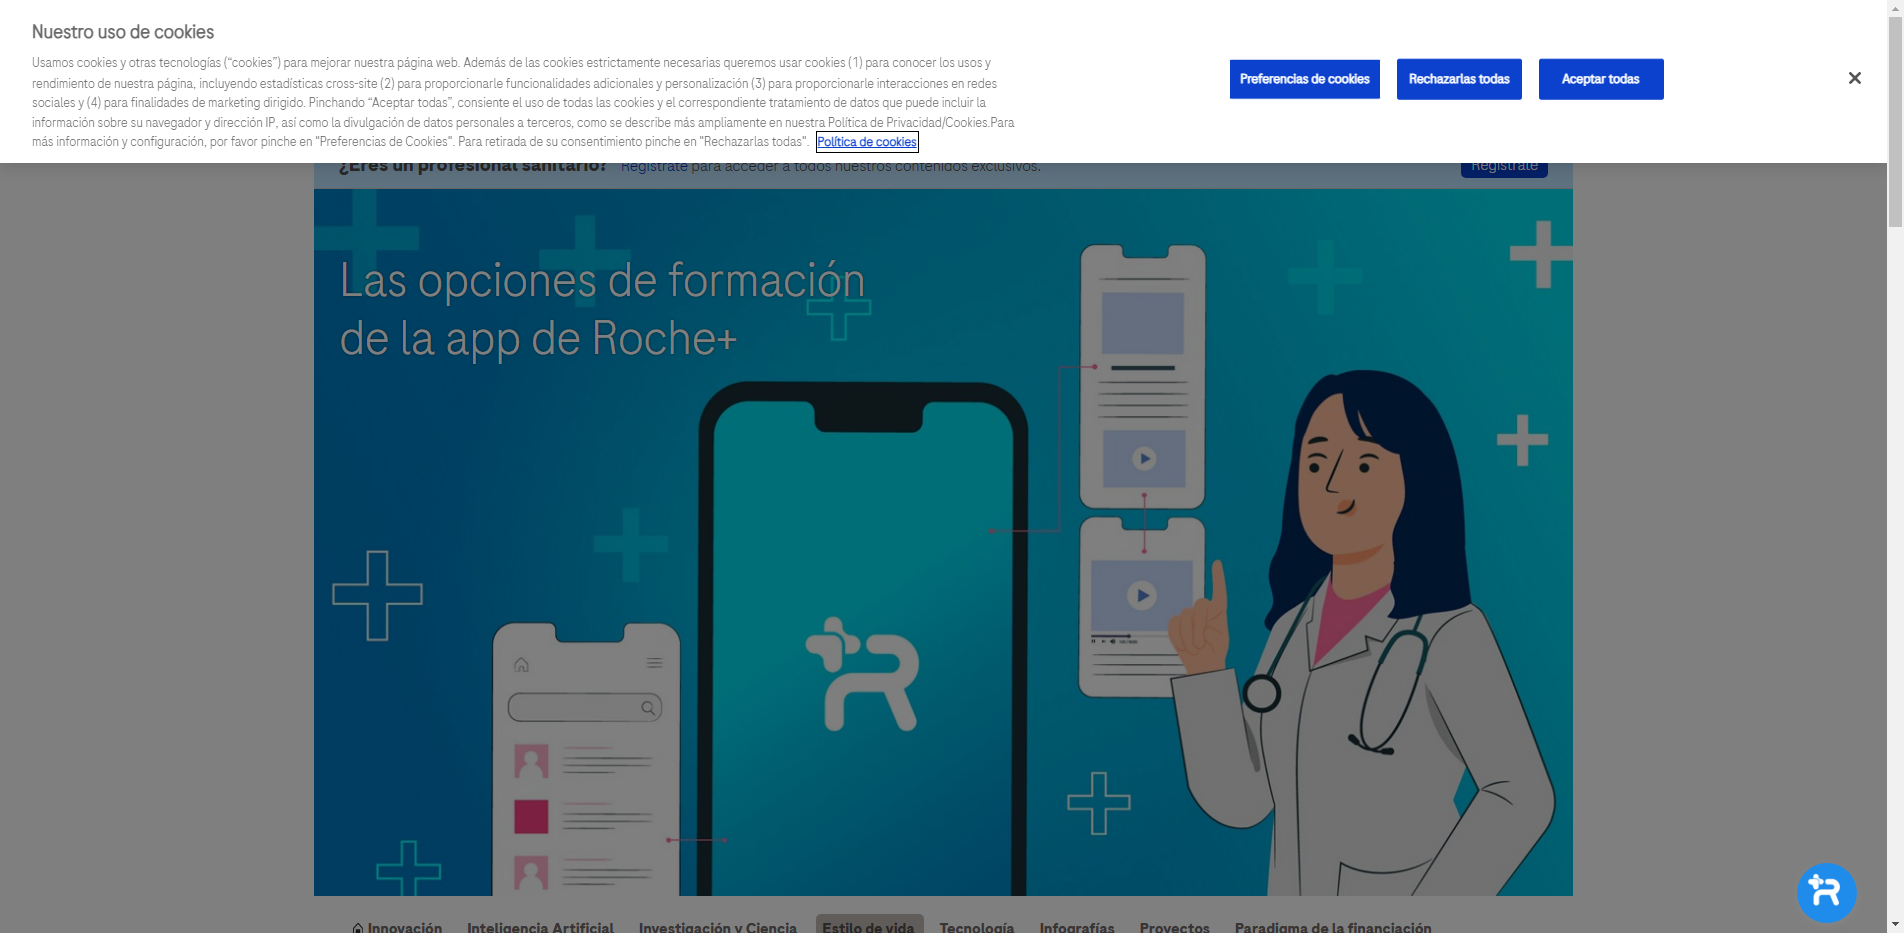 Nuestro uso de cookies
Usamos cookies y otras tecnologías (“cookies”) para mejorar nuestra página web. Además de las cookies estrictamente necesarias queremos usar cookies (1) para conocer los usos y
rendimiento de nuestra página, incluyendo estadísticas cross-site (2) para proporcionarle funcionalidades adicionales y personalización (3) para proporcionarle interacciones en redes
sociales y (4) para finalidades de marketing dirigido. Pinchando “Aceptar todas”, consiente el uso de todas las cookies y el correspondiente tratamiento de datos que puede incluir la
información sobre su navegador y dirección IP, así como la divulgación de datos personales a terceros, como se describe más ampliamente en nuestra Política de Privacidad/Cookies.Para
más información y configuración, por favor pinche en "Preferencias de Cookies". Para retirada de su consentimiento pinche en "Rechazarlas todas". Política de cookies
Preferencias de cookies
Rechazarlas todas
Aceptar todas
¿Eres un profesional sanitario? Regístrate para acceder a todos nuestros contenidos exclusivos.
Regístrate
Las opciones de formación
de la app de Roche+
Innovación Inteligencia Artificial Investigación y Ciencia Estilo de vida Tecnología Infografías Proyectos Paradigma de la financiación